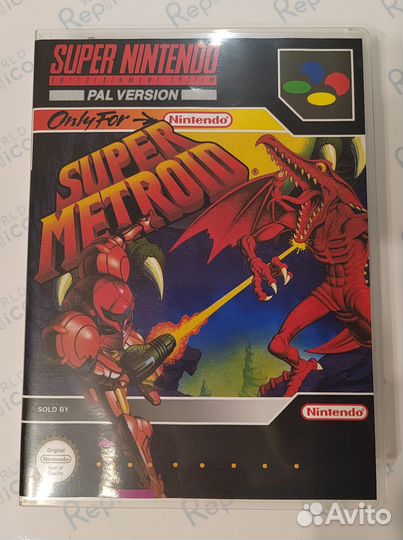 SUPER NINTENDO
ENTERTAINMENT SYSTEM
PAL VERSION
Only For → Nintendo®
SUPER
METROID®
SOLD BY
Nintendo®
Original
Nintendo
Seal of
Quality
Avito